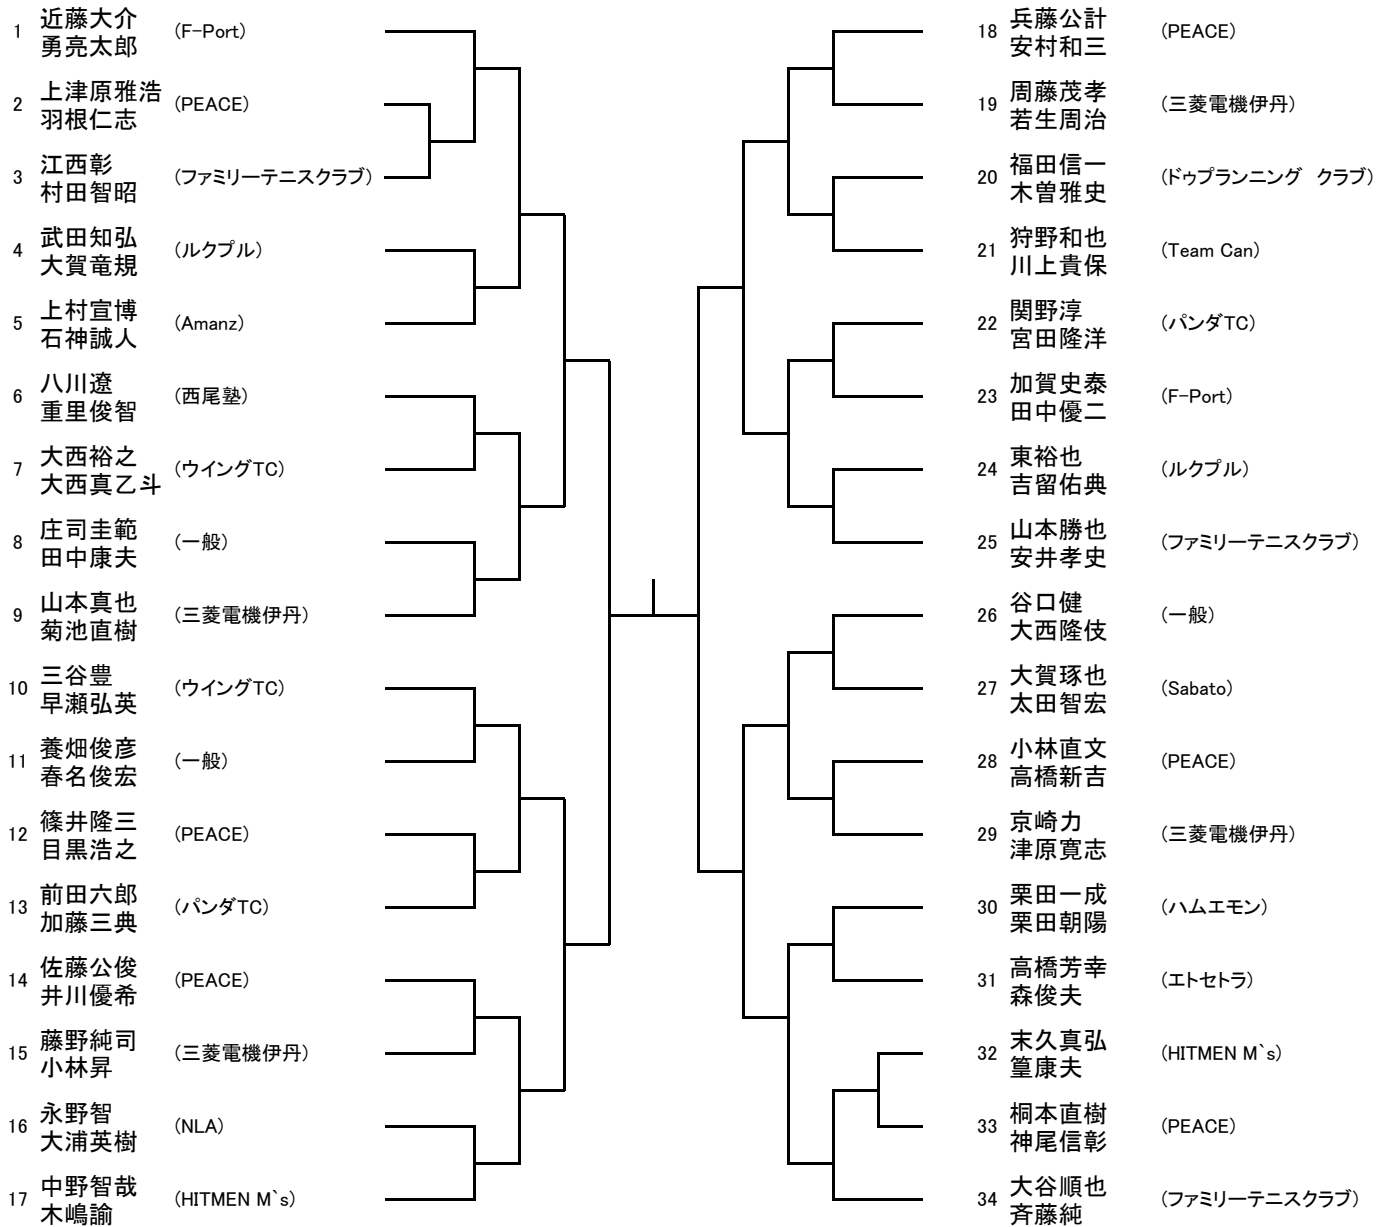 1 近藤大介 (F-Port)
勇亮太郎
2 上津原雅浩 (PEACE)
羽根仁志
3 江西彰 (ファミリーテニスクラブ)
村田智昭
4 武田知弘 (ルクプル)
大賀竜規
5 上村宣博 (Amanz)
石神誠人
6 八川遼 (西尾塾)
重里俊智
7 大西裕之 (ウイングTC)
大西真乙斗
8 庄司圭範 (一般)
田中康夫
9 山本真也 (三菱電機伊丹)
菊池直樹
10 三谷豊 (ウイングTC)
早瀬弘英
11 養畑俊彦 (一般)
春名俊宏
12 篠井隆三 (PEACE)
目黒浩之
13 前田六郎 (パンダTC)
加藤三典
14 佐藤公俊 (PEACE)
井川優希
15 藤野純司 (三菱電機伊丹)
小林昇
16 永野智 (NLA)
大浦英樹
17 中野智哉 (HITMEN M`s)
木嶋諭
18 兵藤公計 (PEACE)
安村和三
19 周藤茂孝 (三菱電機伊丹)
若生周治
20 福田信一 (ドゥプランニング　クラブ)
木曽雅史
21 狩野和也 (Team Can)
川上貴保
22 関野淳 (パンダTC)
宮田隆洋
23 加賀史泰 (F-Port)
田中優二
24 東裕也 (ルクプル)
吉留佑典
25 山本勝也 (ファミリーテニスクラブ)
安井孝史
26 谷口健 (一般)
大西隆伎
27 大賀琢也 (Sabato)
太田智宏
28 小林直文 (PEACE)
高橋新吉
29 京崎力 (三菱電機伊丹)
津原寛志
30 栗田一成 (ハムエモン)
栗田朝陽
31 高橋芳幸 (エトセトラ)
森俊夫
32 末久真弘 (HITMEN M`s)
篁康夫
33 桐本直樹 (PEACE)
神尾信彰
34 大谷順也 (ファミリーテニスクラブ)
斉藤純